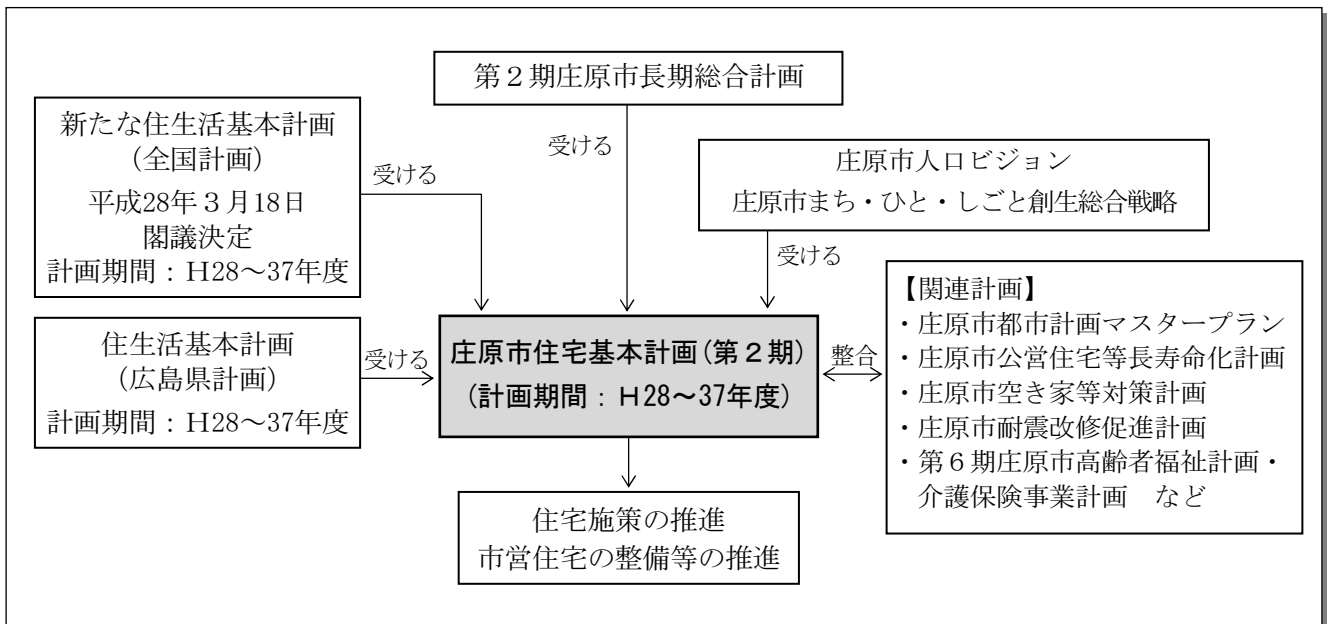 第２期庄原市長期総合計画
新たな住生活基本計画
（全国計画）
平成28年３月18日
閣議決定
計画期間：Ｈ28～37年度
受ける
受ける
庄原市人口ビジョン
庄原市まち・ひと・しごと創生総合戦略
受ける
住生活基本計画
（広島県計画）
計画期間：Ｈ28～37年度
受ける
庄原市住宅基本計画（第２期）
（計画期間：Ｈ28～37年度）
整合
【関連計画】
・庄原市都市計画マスタープラン
・庄原市公営住宅等長寿命化計画
・庄原市空き家等対策計画
・庄原市耐震改修促進計画
・第６期庄原市高齢者福祉計画・
介護保険事業計画　など
住宅施策の推進
市営住宅の整備等の推進